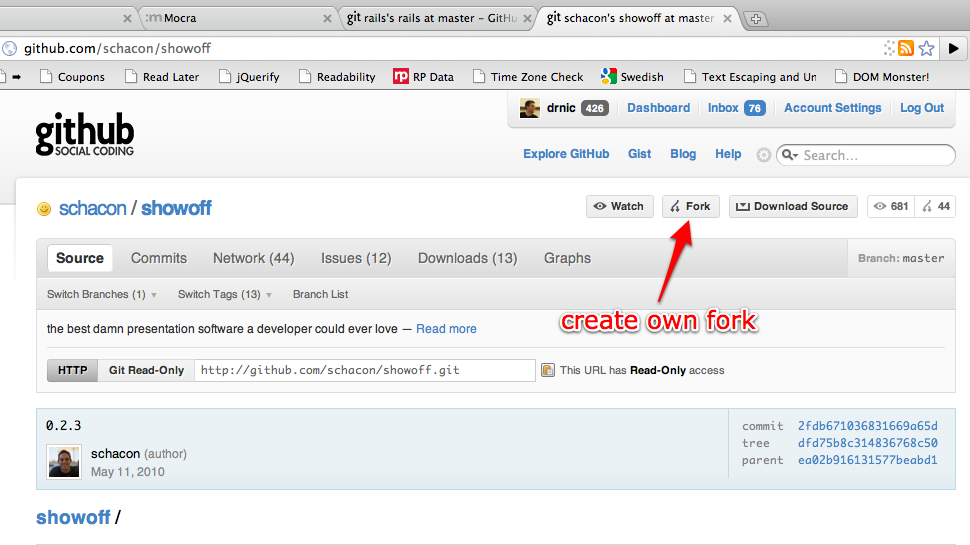 Mocra git rails's rails at master – GitHu git schacon's showoff at master
github.com/schacon/showoff
Coupons Read Later jQuerify Readability RP Data Time Zone Check Swedish Text Escaping and Un DOM Monster!
drnic 426 Dashboard Inbox 76 Account Settings Log Out
github
SOCIAL CODING
Explore GitHub Gist Blog Help Search...
schacon / showoff Watch Fork Download Source 681 44
Source Commits Network (44) Issues (12) Downloads (13) Graphs Branch: master
Switch Branches (1) Switch Tags (13) Branch List
create own fork
the best damn presentation software a developer could ever love — Read more
HTTP Git Read-Only http://github.com/schacon/showoff.git This URL has Read-Only access
0.2.3
commit 2fdb671036831669a65d
tree dfd75b8c314836768c50
parent ea02b916131577beabd1
schacon (author)
May 11, 2010
showoff /